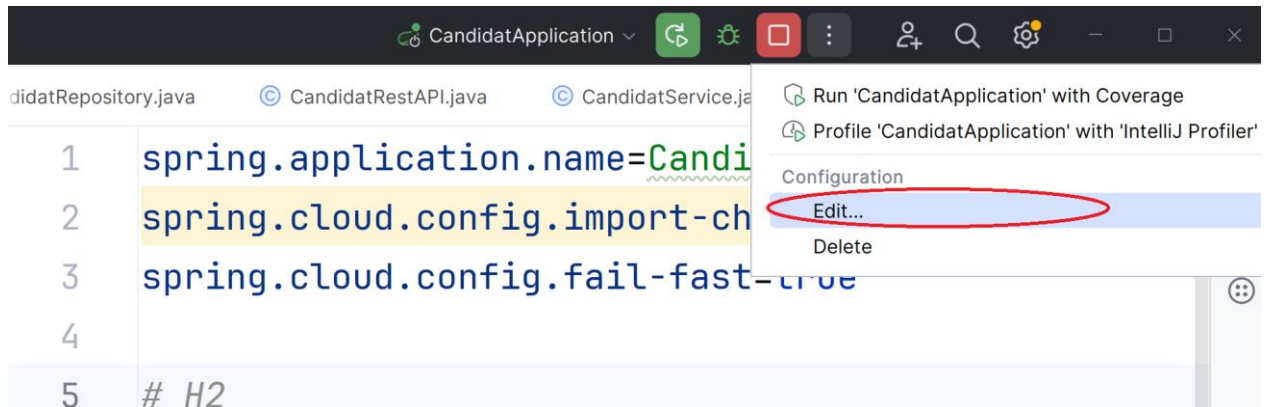 CandidatApplication
didatRepository.java CandidatRestAPI.java CandidatService.ja
Run 'CandidatApplication' with Coverage
Profile 'CandidatApplication' with 'IntelliJ Profiler'
Configuration
Edit...
Delete
1 spring.application.name=Candi
2 spring.cloud.config.import-ch
3 spring.cloud.config.fail-fast=true
4
5 # H2